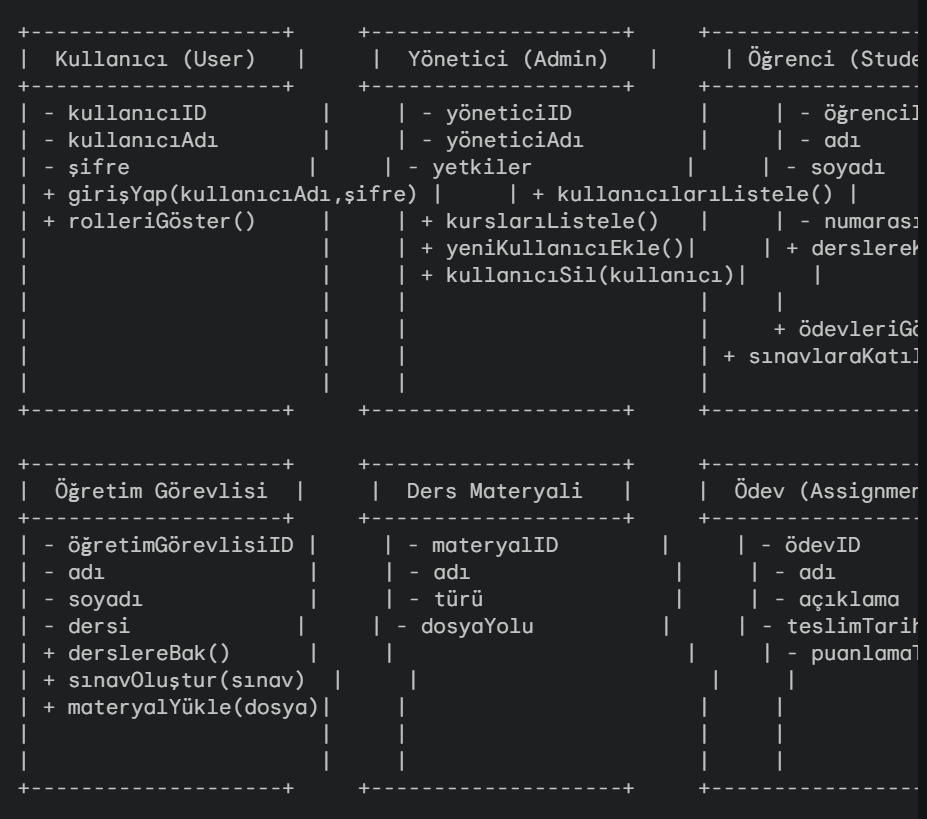 +--------------------+ +--------------------+ +-----------------
| Kullanıcı (User) | | Yönetici (Admin) | | Öğrenci (Stude
+--------------------+ +--------------------+ +-----------------
| - kullanıcıID | | - yöneticiID | | - öğrenciI
| - kullanıcıAdı | | - yöneticiAdı | | - adı
| - şifre | | - yetkiler | | - soyadı
| + girişYap(kullanıcıAdı,şifre) | | + kullanıcılarıListele() |
| + rolleriGöster() | | + kurslarıListele() | | - numarası
| | | + yeniKullanıcıEkle()| | + derslereK
| | | + kullanıcıSil(kullanıcı)| |
| | | | |
| | | | + ödevleriGö
| | | | + sınavlaraKatıl
| | | |
+--------------------+ +--------------------+ +-----------------
+--------------------+ +--------------------+ +-----------------
| Öğretim Görevlisi | | Ders Materyali | | Ödev (Assignmen
+--------------------+ +--------------------+ +-----------------
| - öğretimGörevlisiID | | - materyalID | | - ödevID
| - adı | | - adı | | - adı
| - soyadı | | - türü | | - açıklama
| - dersi | | - dosyaYolu | | - teslimTarih
| + derslereBak() | | | | - puanlamaT
| + sınavOluştur(sınav) | | | |
| + materyalYükle(dosya)| | | |
| | | | |
| | | | |
+--------------------+ +--------------------+ +-----------------